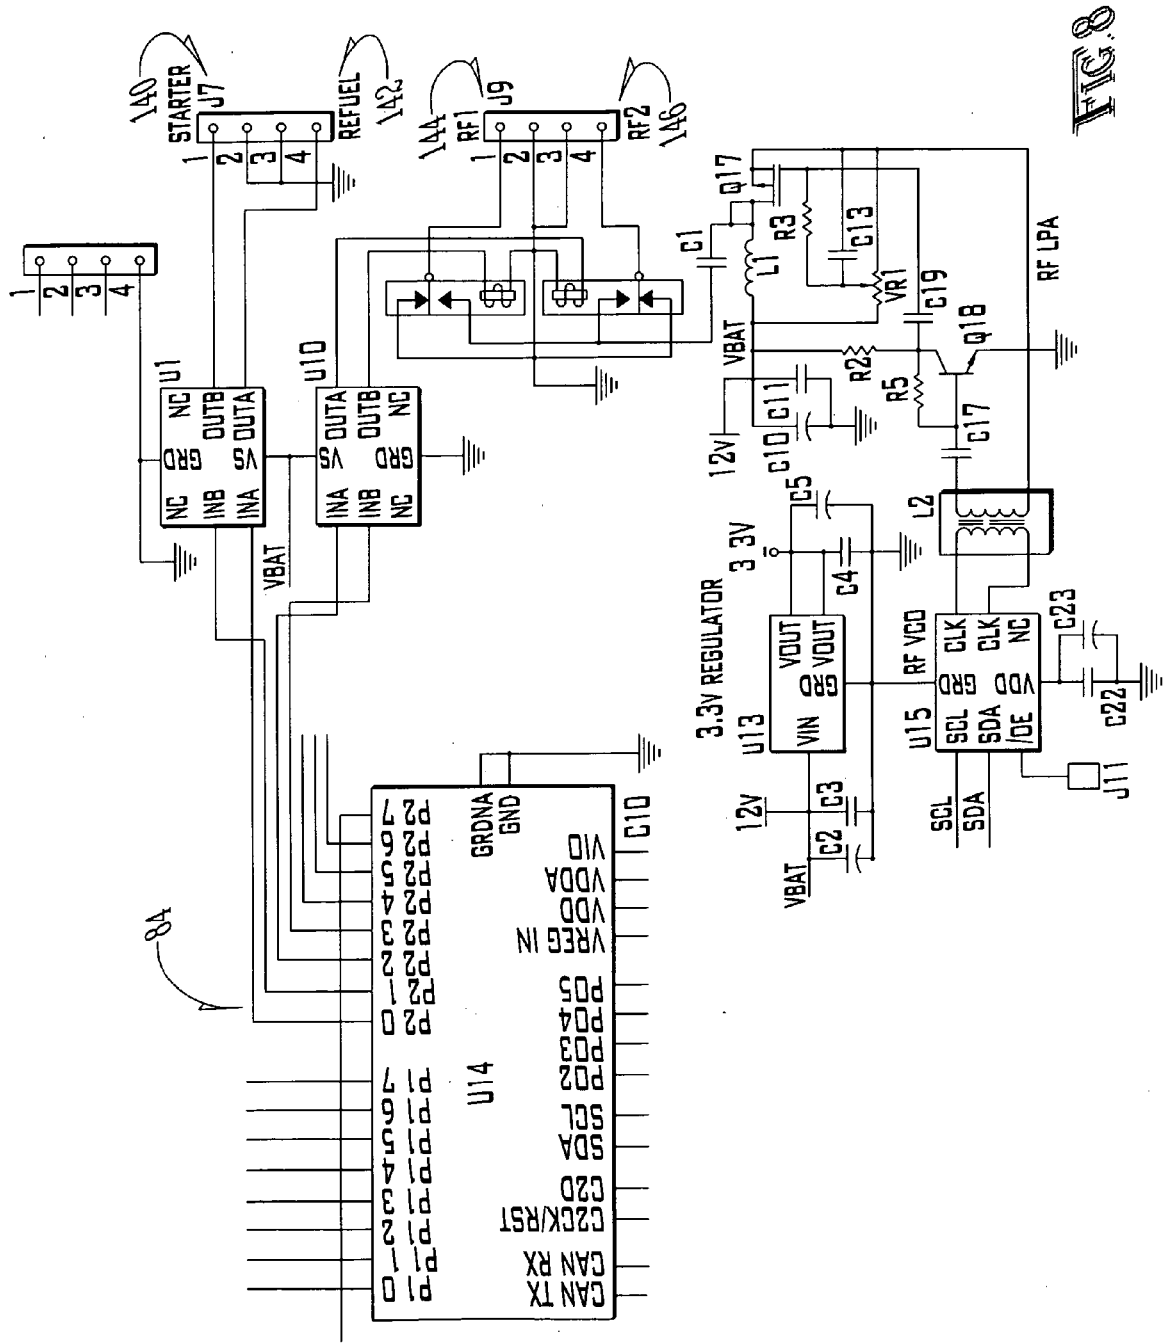 FIG.8
140
STARTER
J7
1
2
3
4
REFUEL
142
144
RF1
J9
1
2
3
4
RF2
146
1
2
3
4
U1
NC GRD NC
INB OUTB
INA VS OUTA
VBAT
U10
INA VS OUTA
INB OUTB
NC GRD NC
84
P1 0
P1 1
P1 2
P1 3
P1 4
P1 5
P1 6
P1 7
P2 0
P2 1
P2 2
P2 3
P2 4
P2 5
P2 6
P2 7
U14
GRDNA
GND
C10
CAN TX
CAN RX
C2CK/RST
C2D
SDA
SCL
PO2
PO3
PO4
PO5
VREG IN
VDD
VDDA
VIO
C1
L1
Q17
R3
C13
VR1
C19
VBAT
12V
C10
C11
R2
R5
Q18
C17
RF LPA
L2
3.3V REGULATOR
U13
VIN
VOUT
VOUT
GRD
3 3V
C4
C5
12V
VBAT
C2
C3
RF VCO
U15
SCL GRD CLK
SDA CLK
/OE VDD NC
SCL
SDA
J11
C22
C23